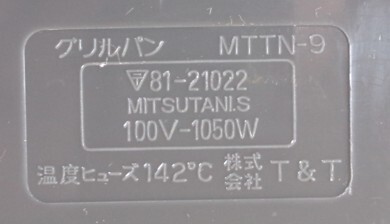 グリルパン MTTN-9
▽〒81-21022
MITSUTANI.S
100V-1050W
温度ヒューズ142℃ 株式会社 T & T